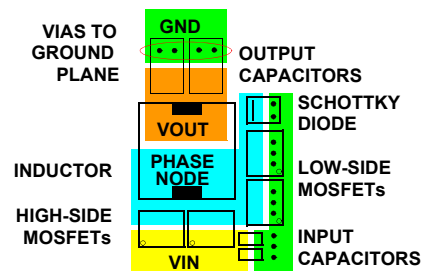 VIAS TO
GROUND
PLANE
GND
OUTPUT
CAPACITORS
VOUT
SCHOTTKY
DIODE
INDUCTOR
PHASE
NODE
LOW-SIDE
MOSFETs
HIGH-SIDE
MOSFETs
VIN
INPUT
CAPACITORS